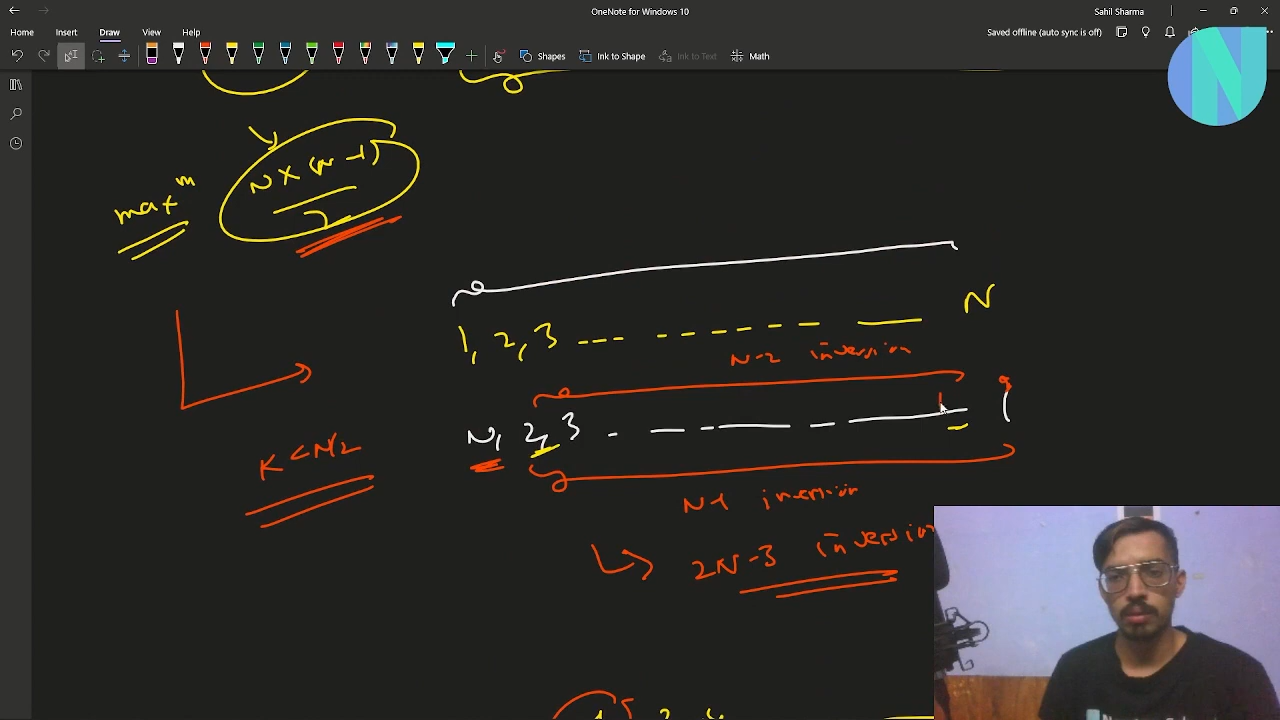 OneNote for Windows 10
Sahil Sharma
Home Insert Draw View Help
Saved offline (auto sync is off)
Shapes Ink to Shape Ink to Text Math
N
max^m N x (N-1)
2
1, 2, 3 --- ------ N
N-2 inversion
N, 2, 3 - - - - - - 1
K < N/2
N-1 inversion
2N-3 inversion